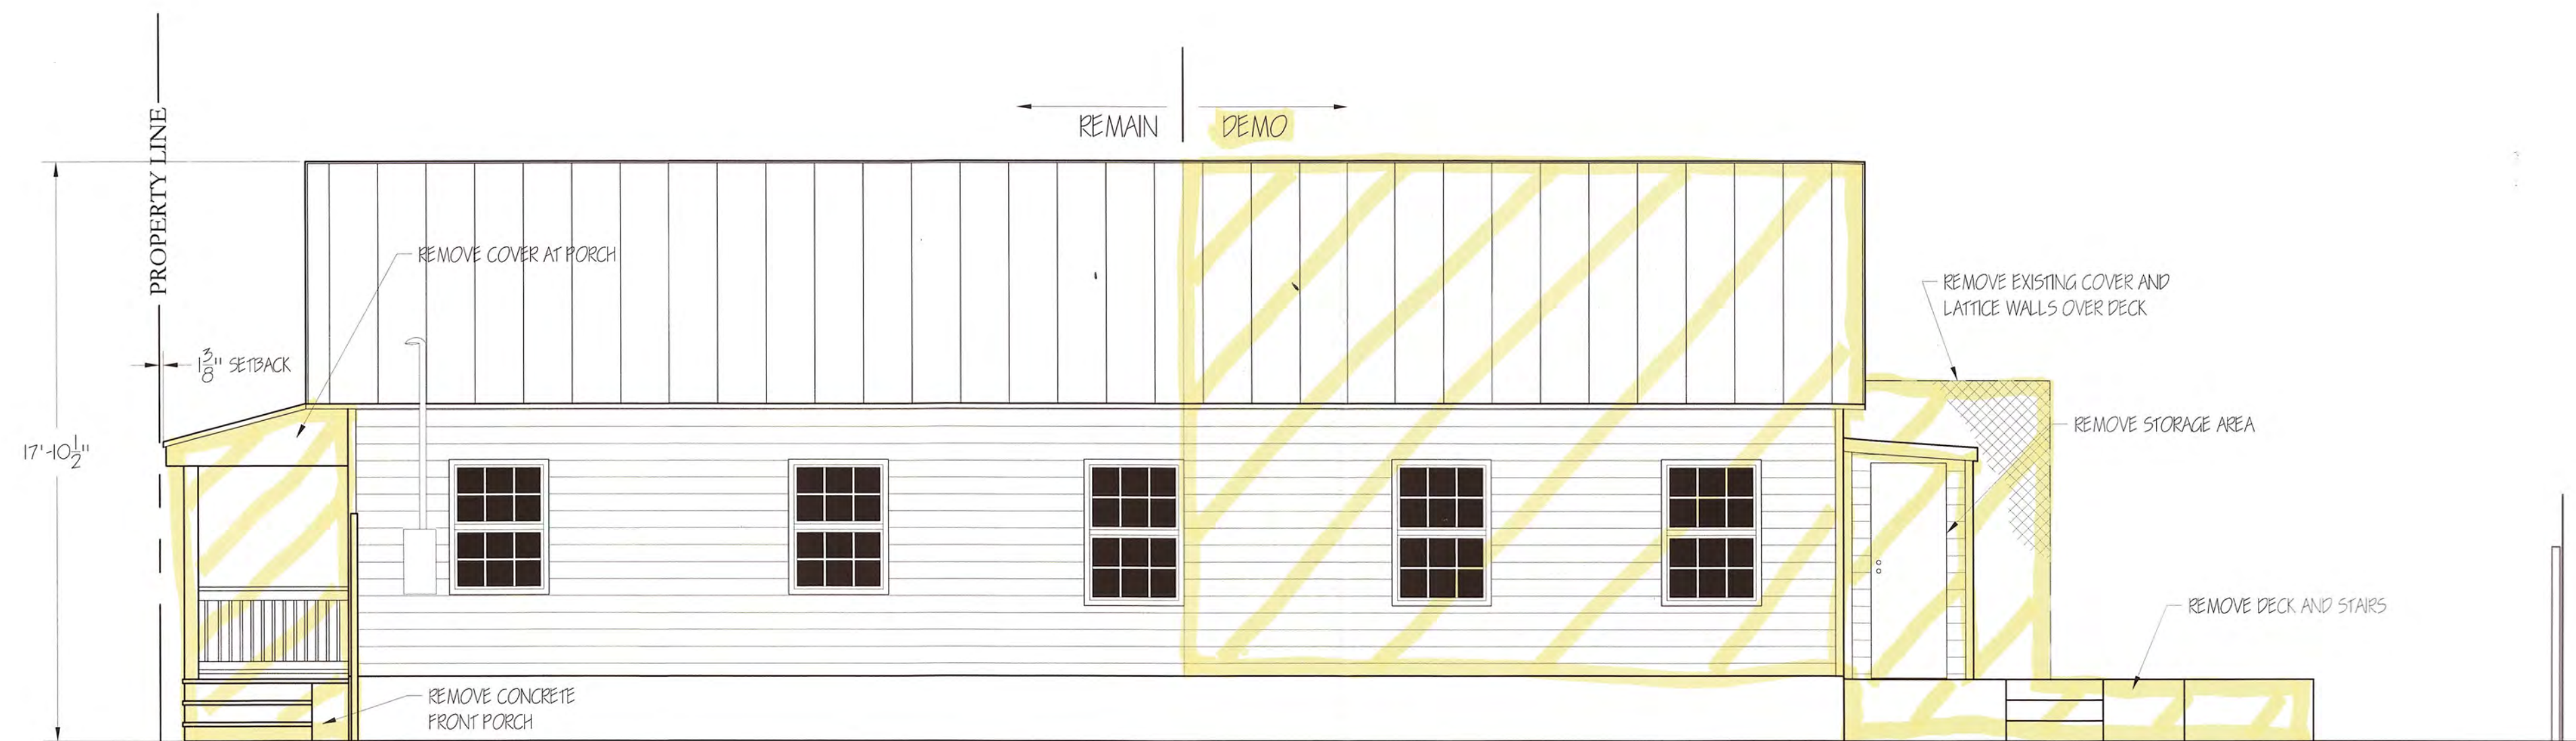 PROPERTY LINE
REMAIN
DEMO
REMOVE COVER AT PORCH
1 3/8" SETBACK
17'-10 1/2"
REMOVE EXISTING COVER AND
LATTICE WALLS OVER DECK
REMOVE STORAGE AREA
REMOVE DECK AND STAIRS
REMOVE CONCRETE
FRONT PORCH